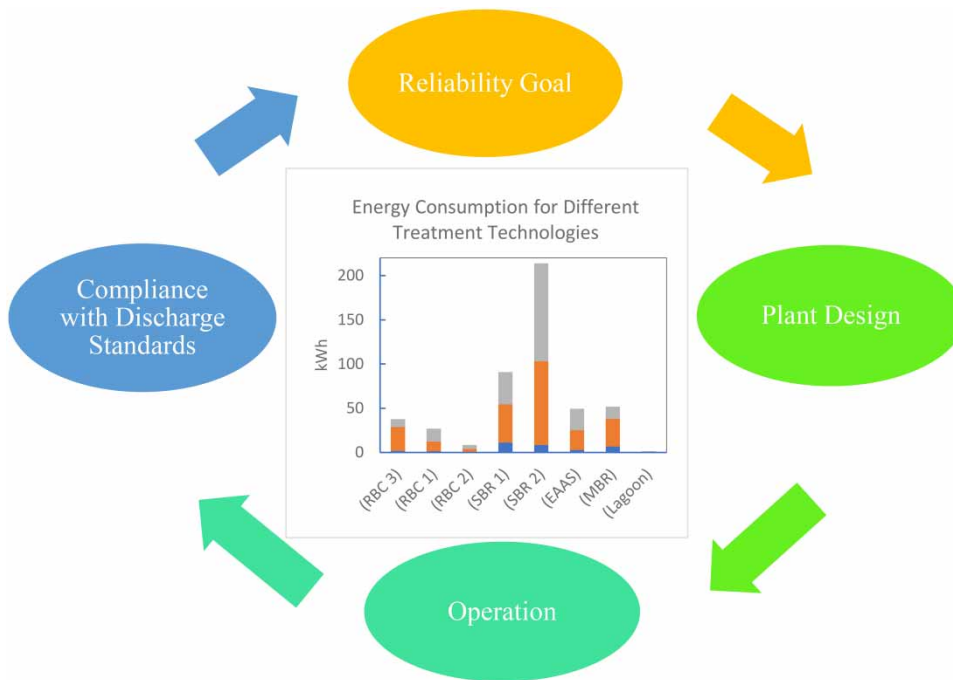 Reliability Goal
Compliance
with Discharge
Standards
Energy Consumption for Different
Treatment Technologies
200
150
100
50
0
kWh
(RBC 3)
(RBC 1)
(RBC 2)
(SBR 1)
(SBR 2)
(EAAS)
(MBR)
(Lagoon)
Plant Design
Operation